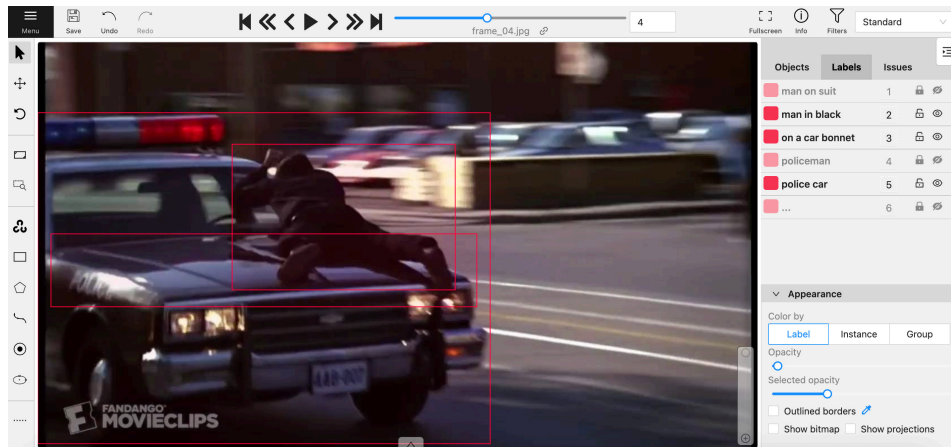 Menu
Save
Undo
Redo
frame_04.jpg
4
Fullscreen
Info
Filters
Standard
Objects Labels Issues
man on suit 1
man in black 2
on a car bonnet 3
policeman 4
police car 5
... 6
Appearance
Color by
Label Instance Group
Opacity
Selected opacity
Outlined borders
Show bitmap Show projections
FANDANGO
MOVIECLIPS